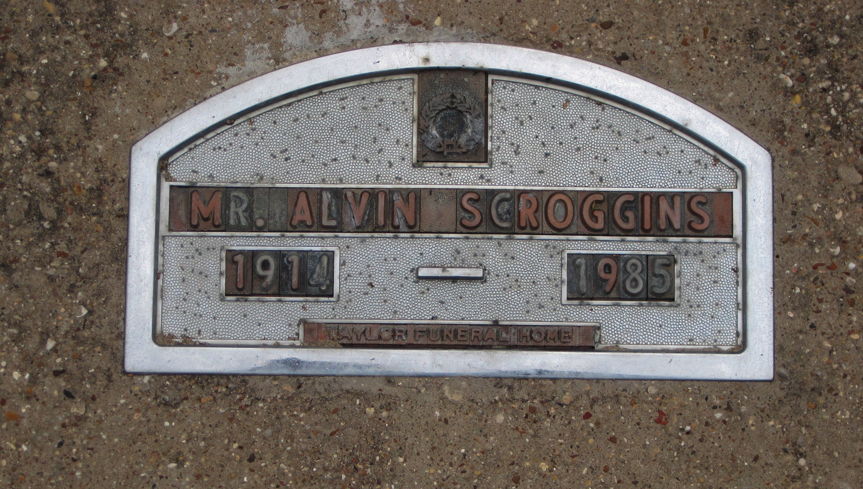 MR. ALVIN SCROGGINS
1914 — 1985
TAYLOR FUNERAL HOME